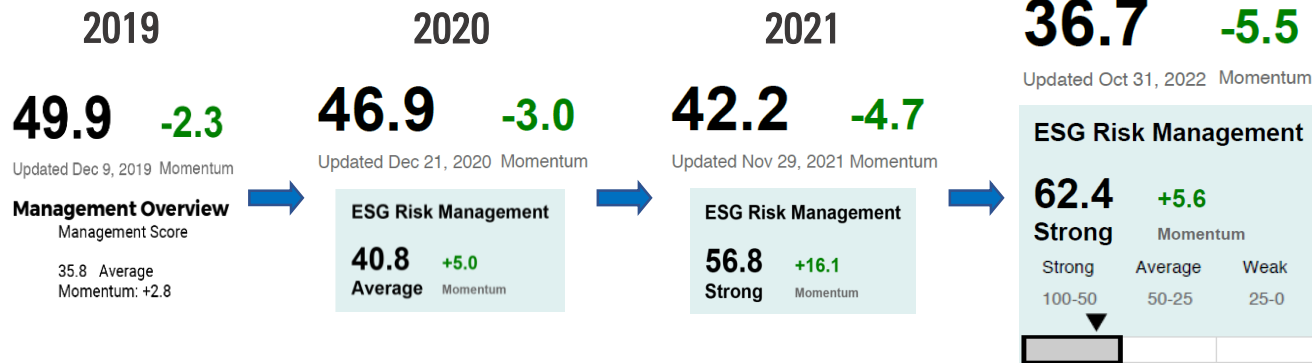 2019
49.9 -2.3
Updated Dec 9, 2019 Momentum
Management Overview
Management Score
35.8 Average
Momentum: +2.8
2020
46.9 -3.0
Updated Dec 21, 2020 Momentum
ESG Risk Management
40.8 +5.0
Average Momentum
2021
42.2 -4.7
Updated Nov 29, 2021 Momentum
ESG Risk Management
56.8 +16.1
Strong Momentum
36.7 -5.5
Updated Oct 31, 2022 Momentum
ESG Risk Management
62.4 +5.6
Strong Momentum
Strong Average Weak
100-50 50-25 25-0